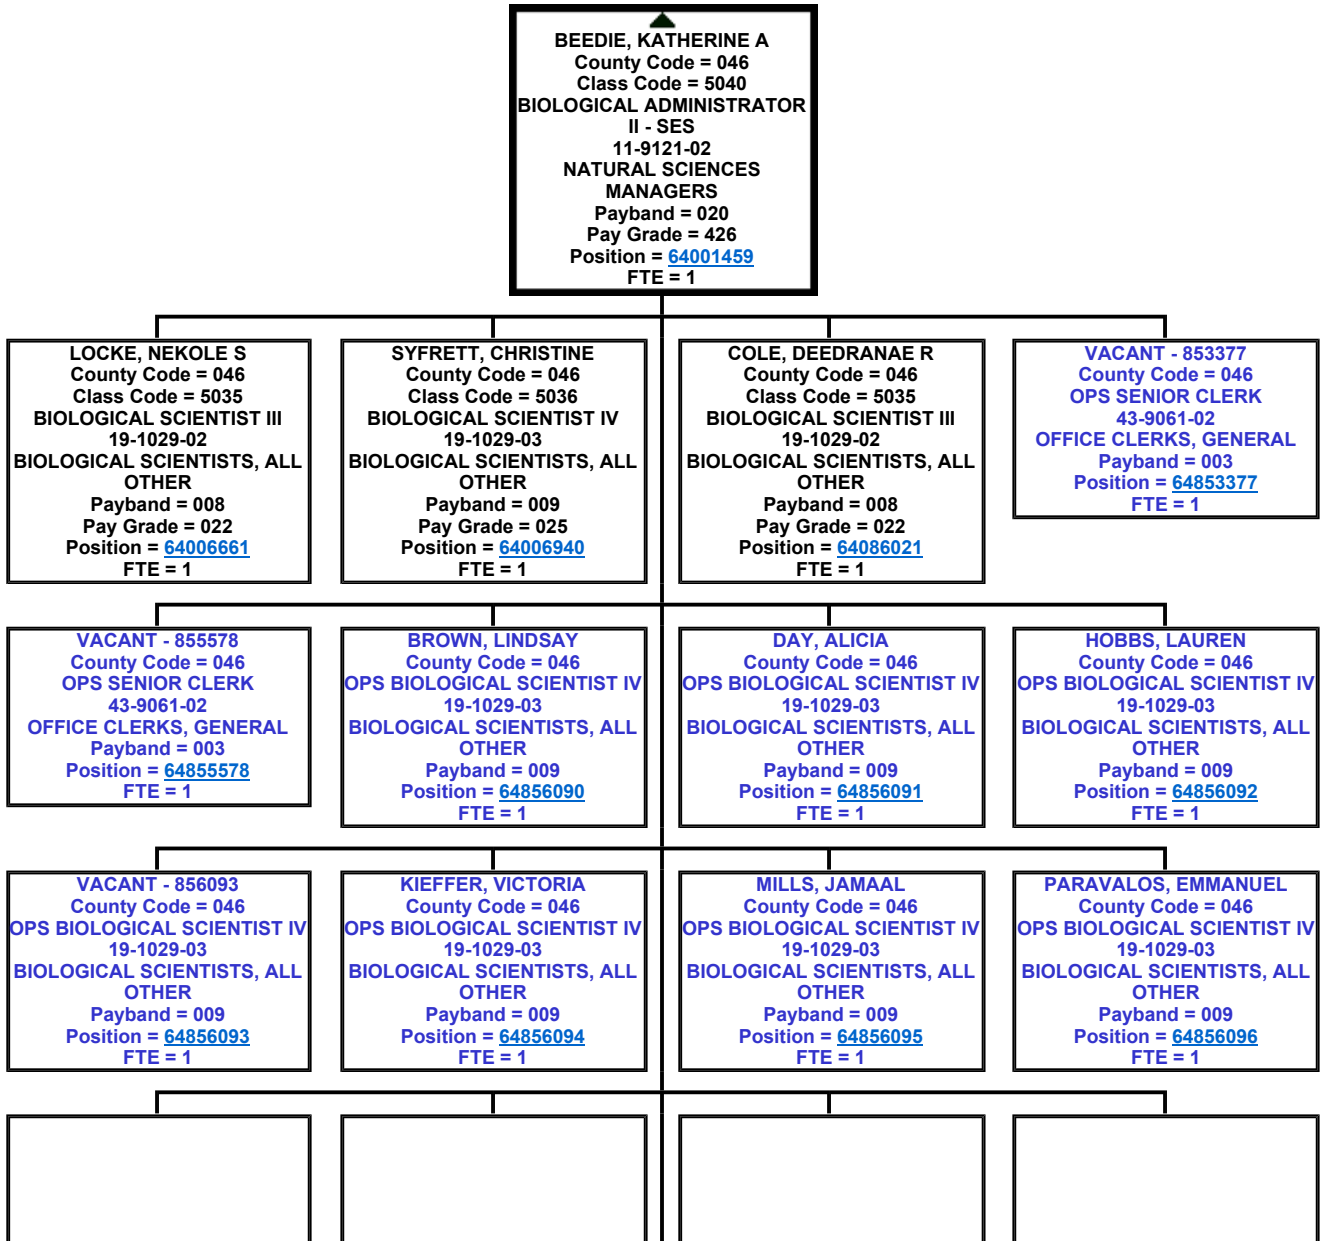 BEEDIE, KATHERINE A
County Code = 046
Class Code = 5040
BIOLOGICAL ADMINISTRATOR
II - SES
11-9121-02
NATURAL SCIENCES
MANAGERS
Payband = 020
Pay Grade = 426
Position = 64001459
FTE = 1
LOCKE, NEKOLE S
County Code = 046
Class Code = 5035
BIOLOGICAL SCIENTIST III
19-1029-02
BIOLOGICAL SCIENTISTS, ALL
OTHER
Payband = 008
Pay Grade = 022
Position = 64006661
FTE = 1
SYFRETT, CHRISTINE
County Code = 046
Class Code = 5036
BIOLOGICAL SCIENTIST IV
19-1029-03
BIOLOGICAL SCIENTISTS, ALL
OTHER
Payband = 009
Pay Grade = 025
Position = 64006940
FTE = 1
COLE, DEEDRANAE R
County Code = 046
Class Code = 5035
BIOLOGICAL SCIENTIST III
19-1029-02
BIOLOGICAL SCIENTISTS, ALL
OTHER
Payband = 008
Pay Grade = 022
Position = 64086021
FTE = 1
VACANT - 853377
County Code = 046
OPS SENIOR CLERK
43-9061-02
OFFICE CLERKS, GENERAL
Payband = 003
Position = 64853377
FTE = 1
VACANT - 855578
County Code = 046
OPS SENIOR CLERK
43-9061-02
OFFICE CLERKS, GENERAL
Payband = 003
Position = 64855578
FTE = 1
BROWN, LINDSAY
County Code = 046
OPS BIOLOGICAL SCIENTIST IV
19-1029-03
BIOLOGICAL SCIENTISTS, ALL
OTHER
Payband = 009
Position = 64856090
FTE = 1
DAY, ALICIA
County Code = 046
OPS BIOLOGICAL SCIENTIST IV
19-1029-03
BIOLOGICAL SCIENTISTS, ALL
OTHER
Payband = 009
Position = 64856091
FTE = 1
HOBBS, LAUREN
County Code = 046
OPS BIOLOGICAL SCIENTIST IV
19-1029-03
BIOLOGICAL SCIENTISTS, ALL
OTHER
Payband = 009
Position = 64856092
FTE = 1
VACANT - 856093
County Code = 046
OPS BIOLOGICAL SCIENTIST IV
19-1029-03
BIOLOGICAL SCIENTISTS, ALL
OTHER
Payband = 009
Position = 64856093
FTE = 1
KIEFFER, VICTORIA
County Code = 046
OPS BIOLOGICAL SCIENTIST IV
19-1029-03
BIOLOGICAL SCIENTISTS, ALL
OTHER
Payband = 009
Position = 64856094
FTE = 1
MILLS, JAMAAL
County Code = 046
OPS BIOLOGICAL SCIENTIST IV
19-1029-03
BIOLOGICAL SCIENTISTS, ALL
OTHER
Payband = 009
Position = 64856095
FTE = 1
PARAVALOS, EMMANUEL
County Code = 046
OPS BIOLOGICAL SCIENTIST IV
19-1029-03
BIOLOGICAL SCIENTISTS, ALL
OTHER
Payband = 009
Position = 64856096
FTE = 1